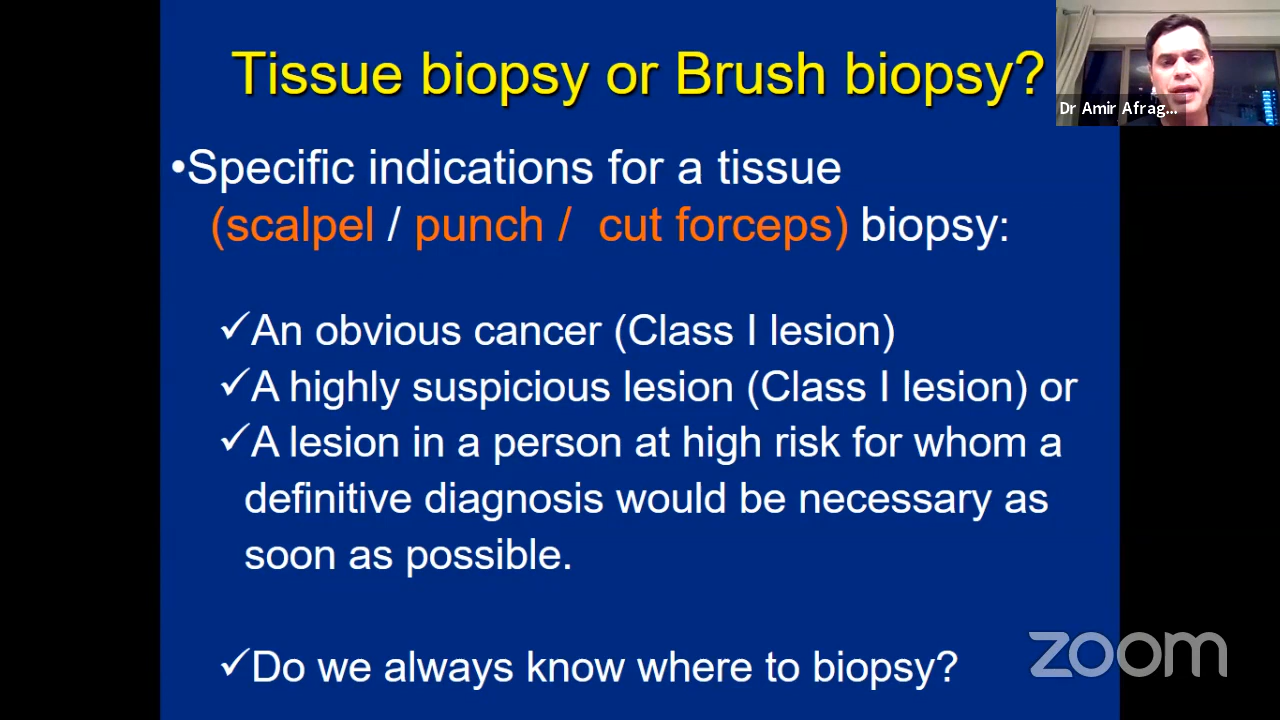 Tissue biopsy or Brush biopsy?
Dr Amir Afrag...
•Specific indications for a tissue
(scalpel / punch / cut forceps) biopsy:
✓An obvious cancer (Class I lesion)
✓A highly suspicious lesion (Class I lesion) or
✓A lesion in a person at high risk for whom a
definitive diagnosis would be necessary as
soon as possible.
✓Do we always know where to biopsy?
zoom